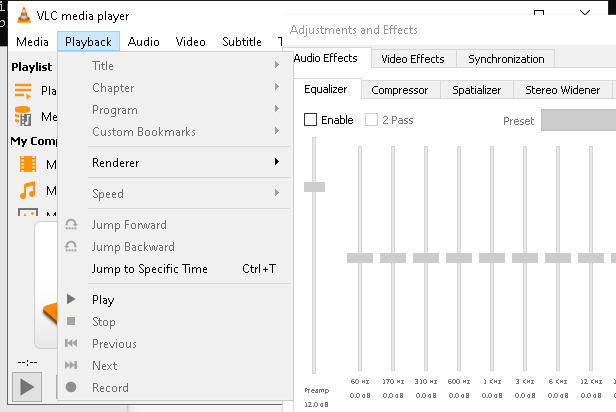 VLC media player
Media Playback Audio Video Subtitle T
Playlist
Pla
Me
My Comp
M
M
M
Title
Chapter
Program
Custom Bookmarks
Renderer
Speed
Jump Forward
Jump Backward
Jump to Specific Time Ctrl+T
Play
Stop
Previous
Next
Record
--:--
Adjustments and Effects
Audio Effects Video Effects Synchronization
Equalizer Compressor Spatializer Stereo Widener
Enable 2 Pass Preset
Preamp
12.0 dB
60 Hz 170 Hz 310 Hz 600 Hz 1 KHz 3 KHz 6 KHz 12 KHz
0.0 dB 0.0 dB 0.0 dB 0.0 dB 0.0 dB 0.0 dB 0.0 dB 0.0 dB